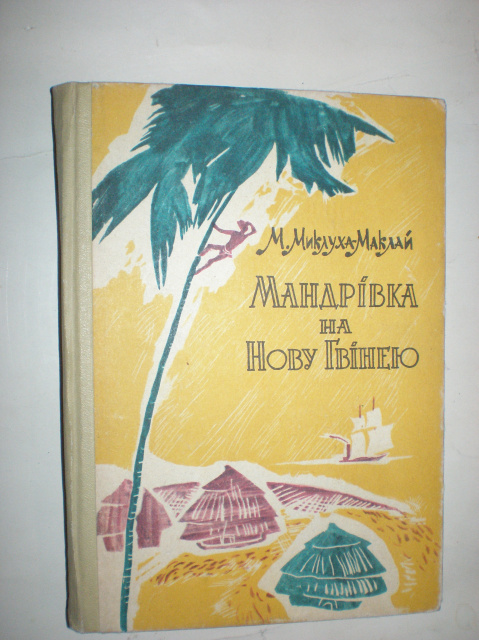 М. Миклуха-Маклай
Мандрівка
на
Нову Гвінею